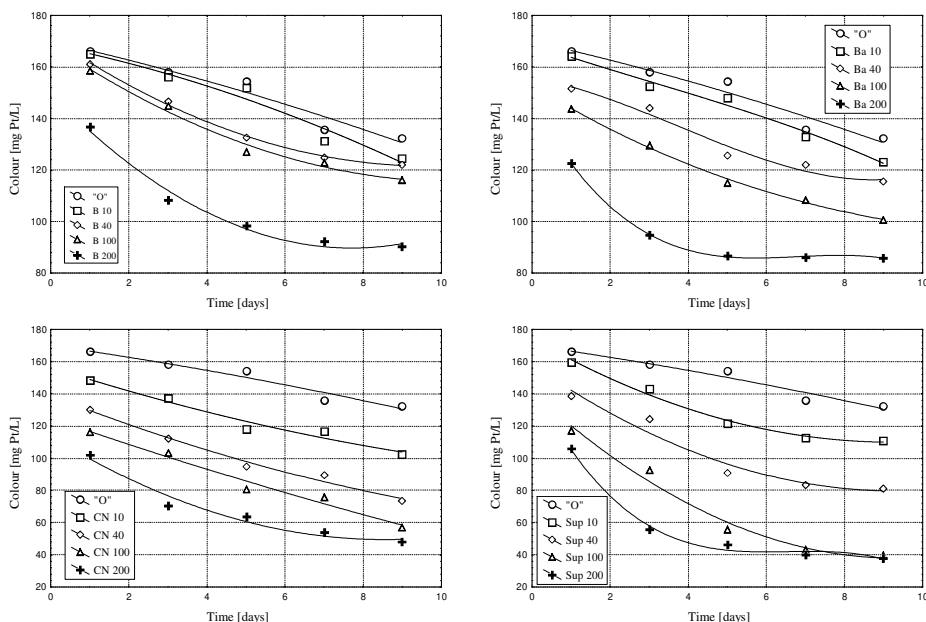 180
160
140
120
100
80
Colour [mg Pt/L]
"O"
B 10
B 40
B 100
B 200
0 2 4 6 8 10
Time [days]
180
160
140
120
100
80
Colour [mg Pt/L]
"O"
Ba 10
Ba 40
Ba 100
Ba 200
0 2 4 6 8 10
Time [days]
180
160
140
120
100
80
60
40
20
Colour [mg Pt/L]
"O"
CN 10
CN 40
CN 100
CN 200
0 2 4 6 8 10
Time [days]
180
160
140
120
100
80
60
40
20
Colour [mg Pt/L]
"O"
Sup 10
Sup 40
Sup 100
Sup 200
0 2 4 6 8 10
Time [days]